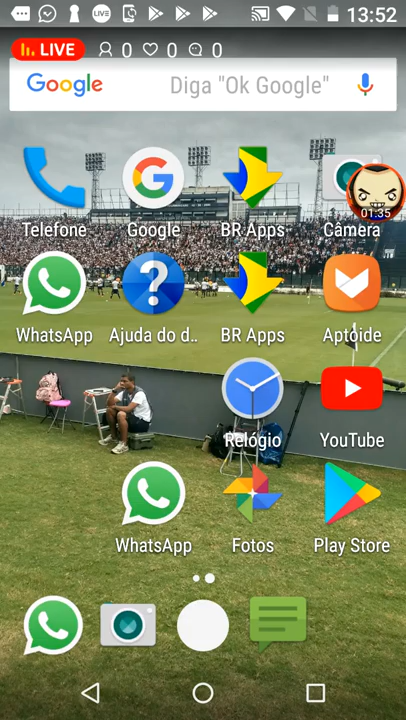 LIVE 13:52
LIVE 0 0 0
Google Diga "Ok Google"
01:35
Telefone Google BR Apps Câmera
WhatsApp Ajuda do d.. BR Apps Aptoide
Relógio YouTube
WhatsApp Fotos Play Store